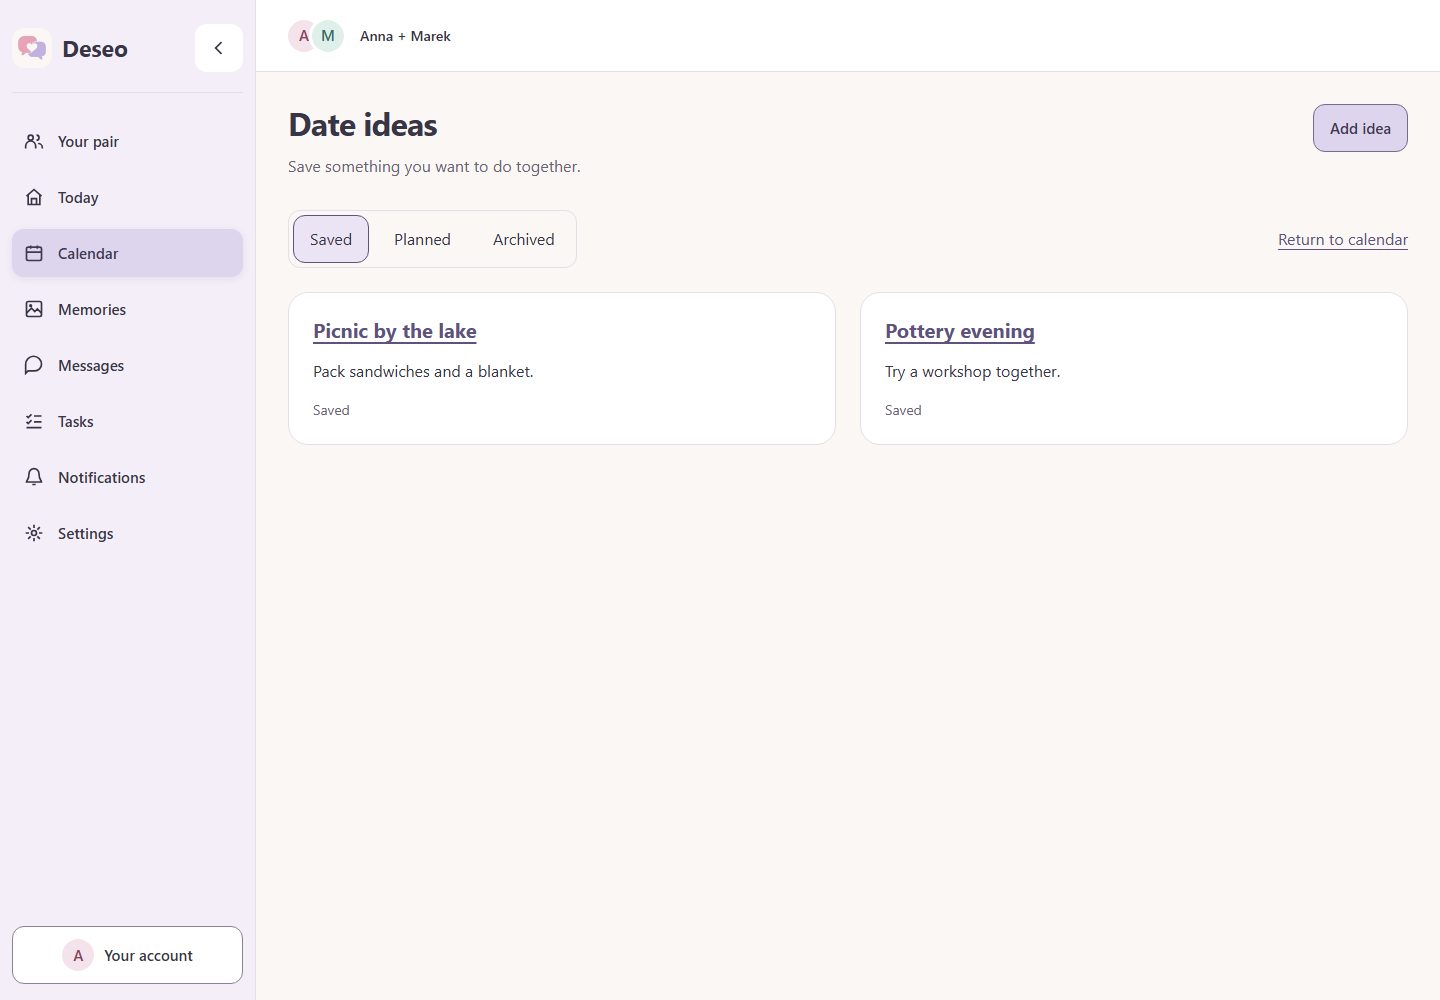 Deseo
Your pair
Today
Calendar
Memories
Messages
Tasks
Notifications
Settings
A Your account
A M Anna + Marek
Date ideas
Save something you want to do together.
Add idea
Saved Planned Archived
Return to calendar
Picnic by the lake
Pack sandwiches and a blanket.
Saved
Pottery evening
Try a workshop together.
Saved